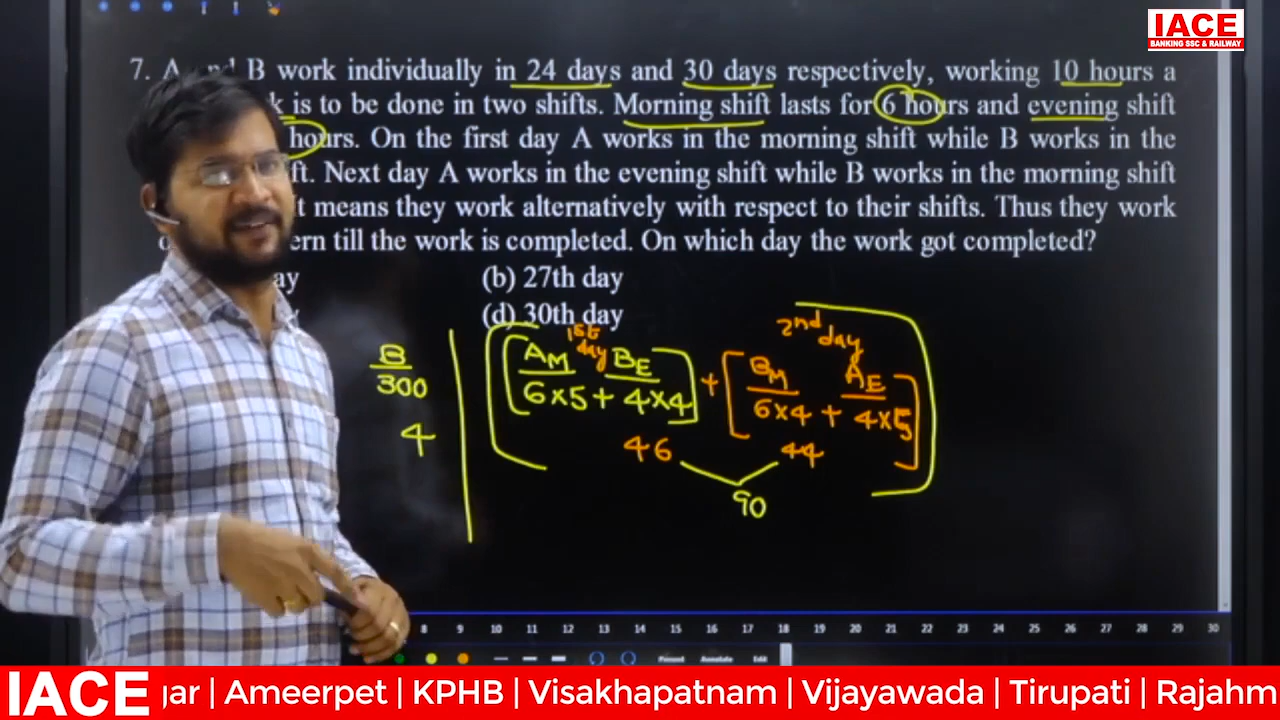 IACE
BANKING SSC & RAILWAY
7. A and B work individually in 24 days and 30 days respectively, working 10 hours a
is to be done in two shifts. Morning shift lasts for 6 hours and evening shift
hours. On the first day A works in the morning shift while B works in the
ft. Next day A works in the evening shift while B works in the morning shift
It means they work alternatively with respect to their shifts. Thus they work
ern till the work is completed. On which day the work got completed?
ay (b) 27th day
(d) 30th day
1st day 2nd day
B AM BE BM AE
300 6×5 + 4×4 + 6×4 + 4×5
4 46 44
90
8 9 10 11 12 13 14 15 16 17 18 19 20 21 22 23 24 25 26 27 28 29 30
Present Annotate Edit
IACE gar | Ameerpet | KPHB | Visakhapatnam | Vijayawada | Tirupati | Rajahm